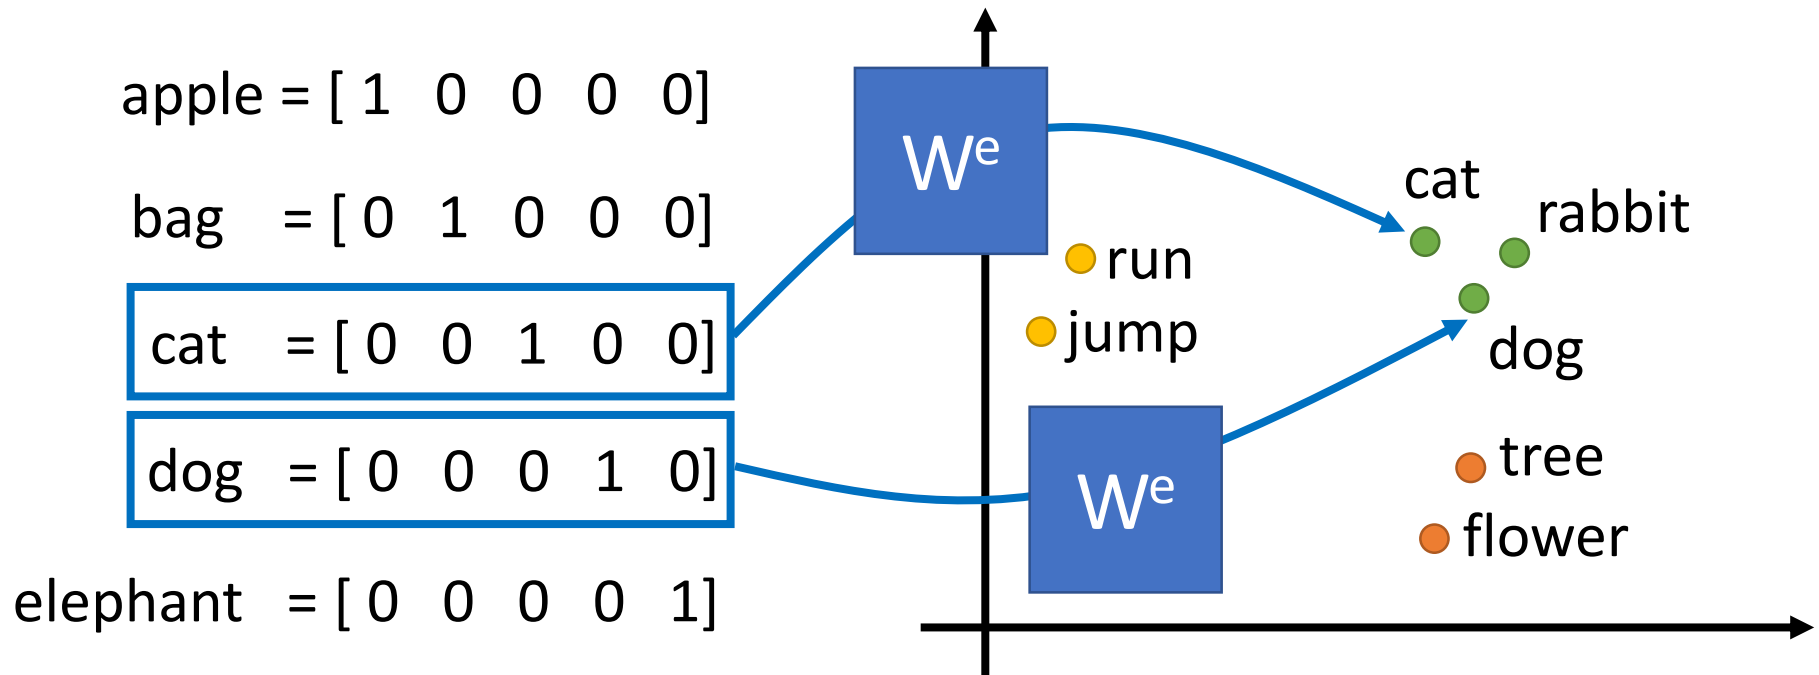 apple = [ 1 0 0 0 0]
bag = [ 0 1 0 0 0]
cat = [ 0 0 1 0 0]
dog = [ 0 0 0 1 0]
elephant = [ 0 0 0 0 1]
Wᵉ
Wᵉ
cat
rabbit
run
jump
dog
tree
flower